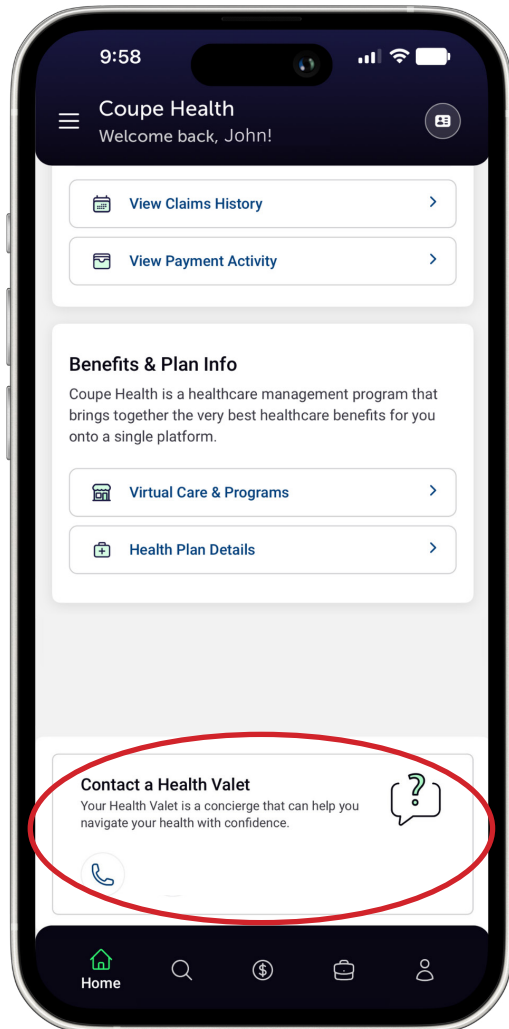 9:58
Coupe Health
Welcome back, John!
View Claims History
View Payment Activity
Benefits & Plan Info
Coupe Health is a healthcare management program that
brings together the very best healthcare benefits for you
onto a single platform.
Virtual Care & Programs
Health Plan Details
Contact a Health Valet
Your Health Valet is a concierge that can help you
navigate your health with confidence.
?
$
Home